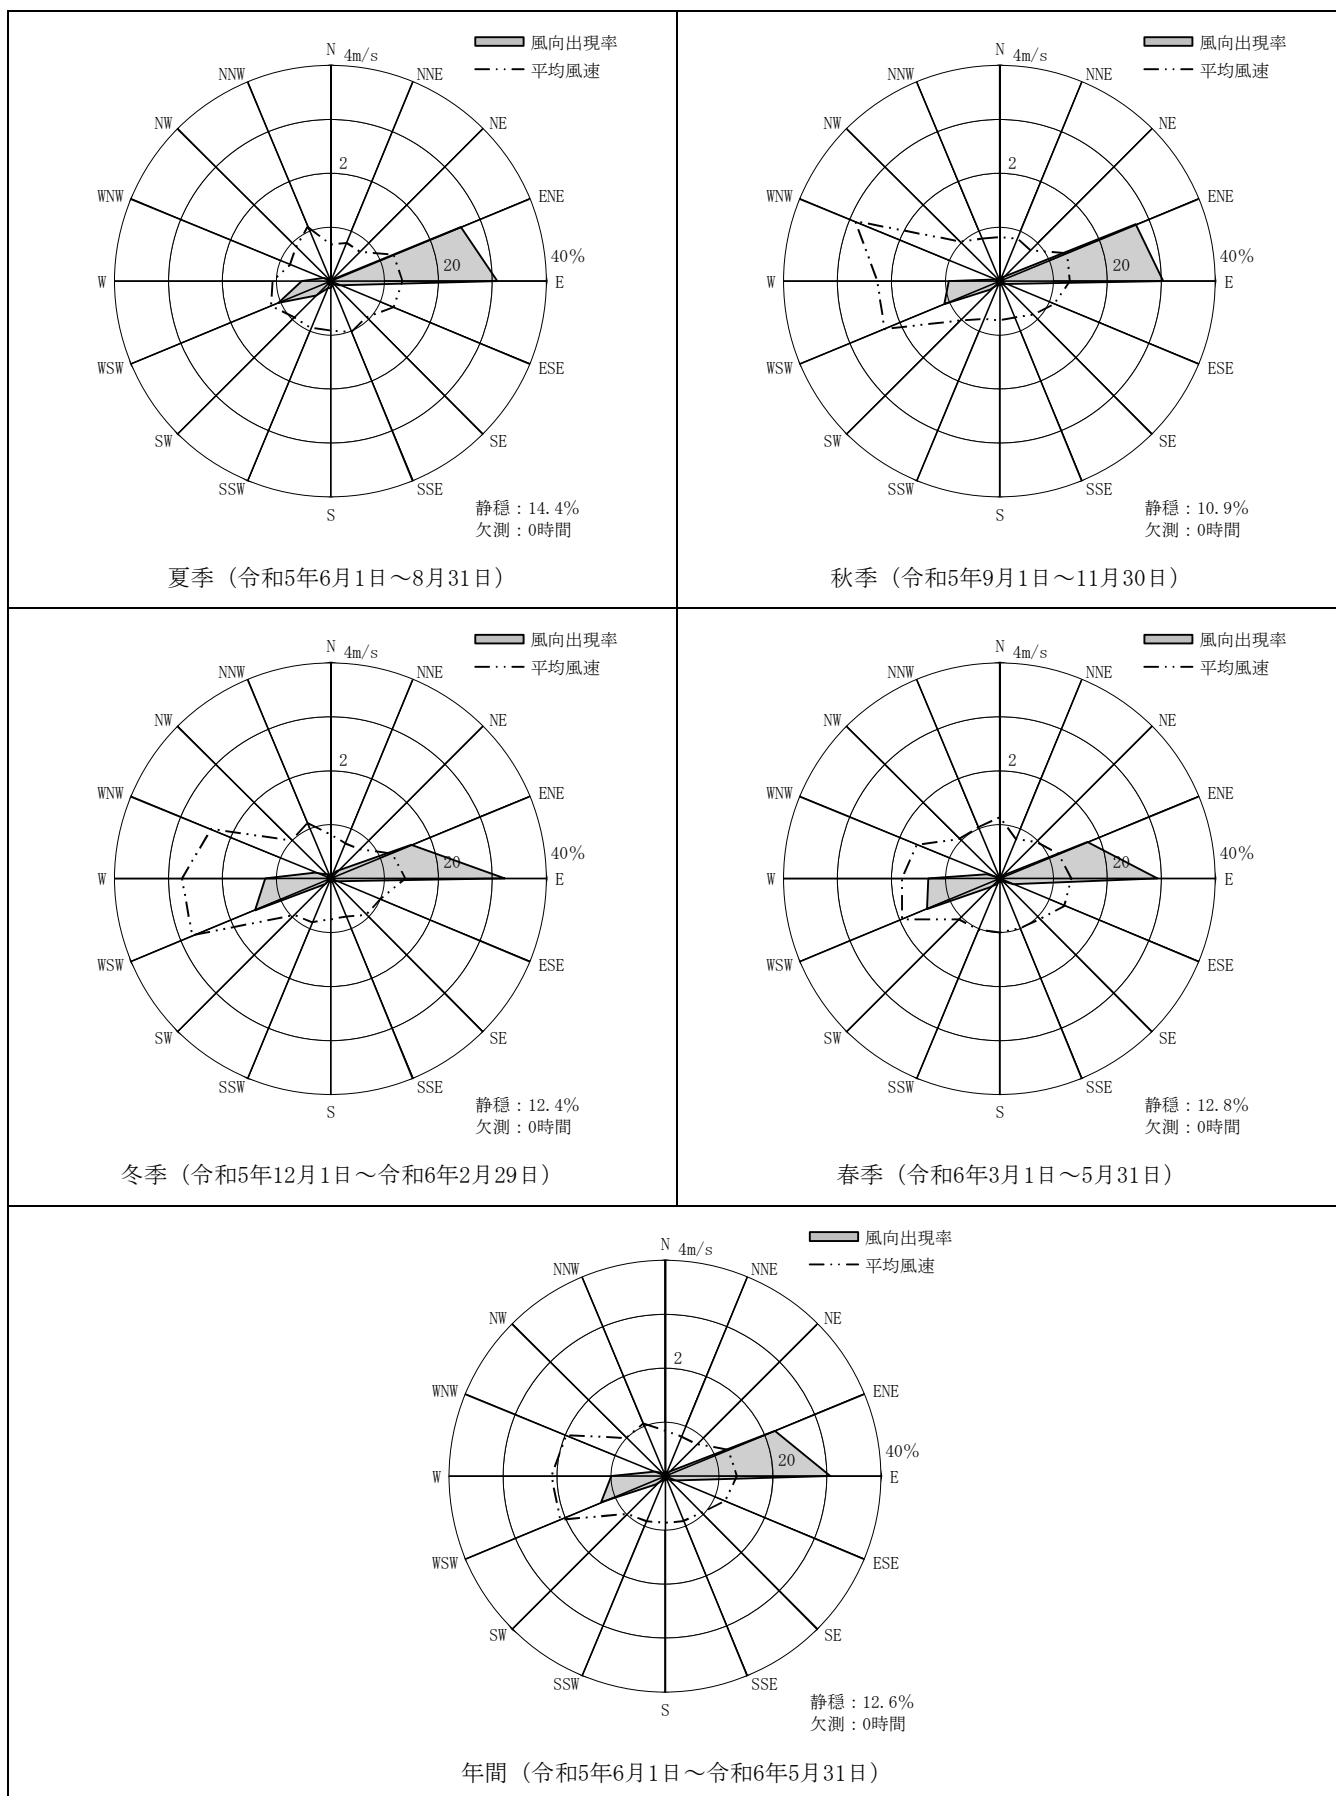 風向出現率
平均風速
N 4m/s
NNW NNE
NW NE
2
WNW ENE
40%
20
W E
WSW ESE
SW SE
SSW SSE
S
静穏：14.4%
欠測：0時間
夏季（令和5年6月1日～8月31日）
風向出現率
平均風速
N 4m/s
NNW NNE
NW NE
2
WNW ENE
40%
20
W E
WSW ESE
SW SE
SSW SSE
S
静穏：10.9%
欠測：0時間
秋季（令和5年9月1日～11月30日）
風向出現率
平均風速
N 4m/s
NNW NNE
NW NE
2
WNW ENE
40%
20
W E
WSW ESE
SW SE
SSW SSE
S
静穏：12.4%
欠測：0時間
冬季（令和5年12月1日～令和6年2月29日）
風向出現率
平均風速
N 4m/s
NNW NNE
NW NE
2
WNW ENE
40%
20
W E
WSW ESE
SW SE
SSW SSE
S
静穏：12.8%
欠測：0時間
春季（令和6年3月1日～5月31日）
風向出現率
平均風速
N 4m/s
NNW NNE
NW NE
2
WNW ENE
40%
20
W E
WSW ESE
SW SE
SSW SSE
S
静穏：12.6%
欠測：0時間
年間（令和5年6月1日～令和6年5月31日）